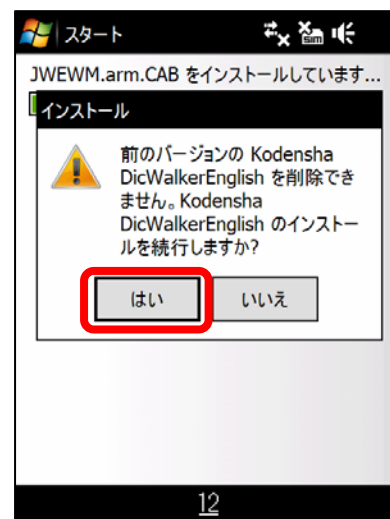 スタート
JWEWM.arm.CAB をインストールしています...
インストール
前のバージョンの Kodensha
DicWalkerEnglish を削除でき
ません。Kodensha
DicWalkerEnglish のインストー
ルを続行しますか?
はい いいえ
12